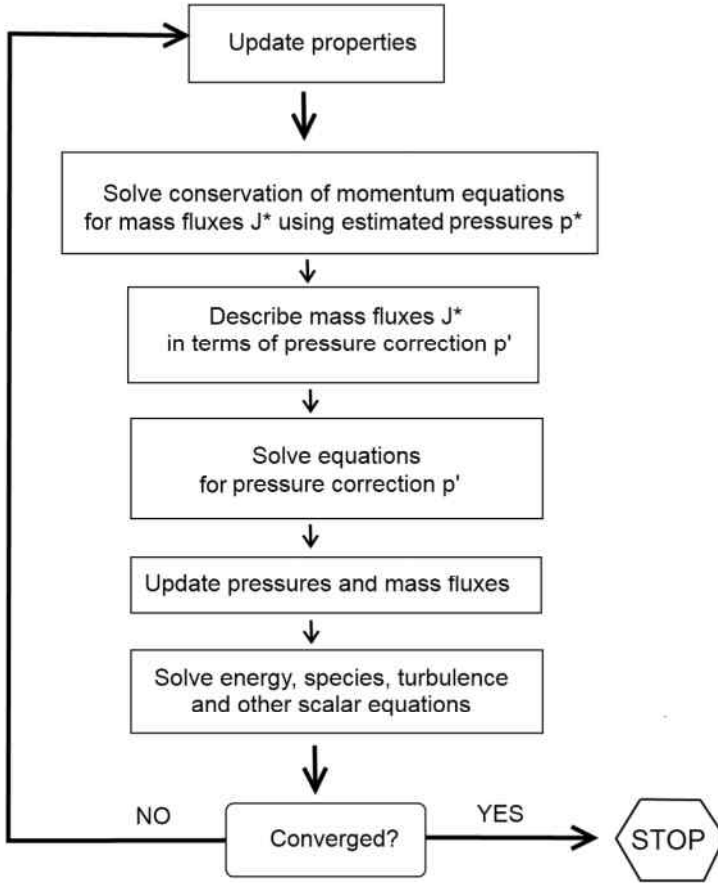 Update properties
Solve conservation of momentum equations
for mass fluxes J* using estimated pressures p*
Describe mass fluxes J*
in terms of pressure correction p'
Solve equations
for pressure correction p'
Update pressures and mass fluxes
Solve energy, species, turbulence
and other scalar equations
NO
YES
Converged?
STOP